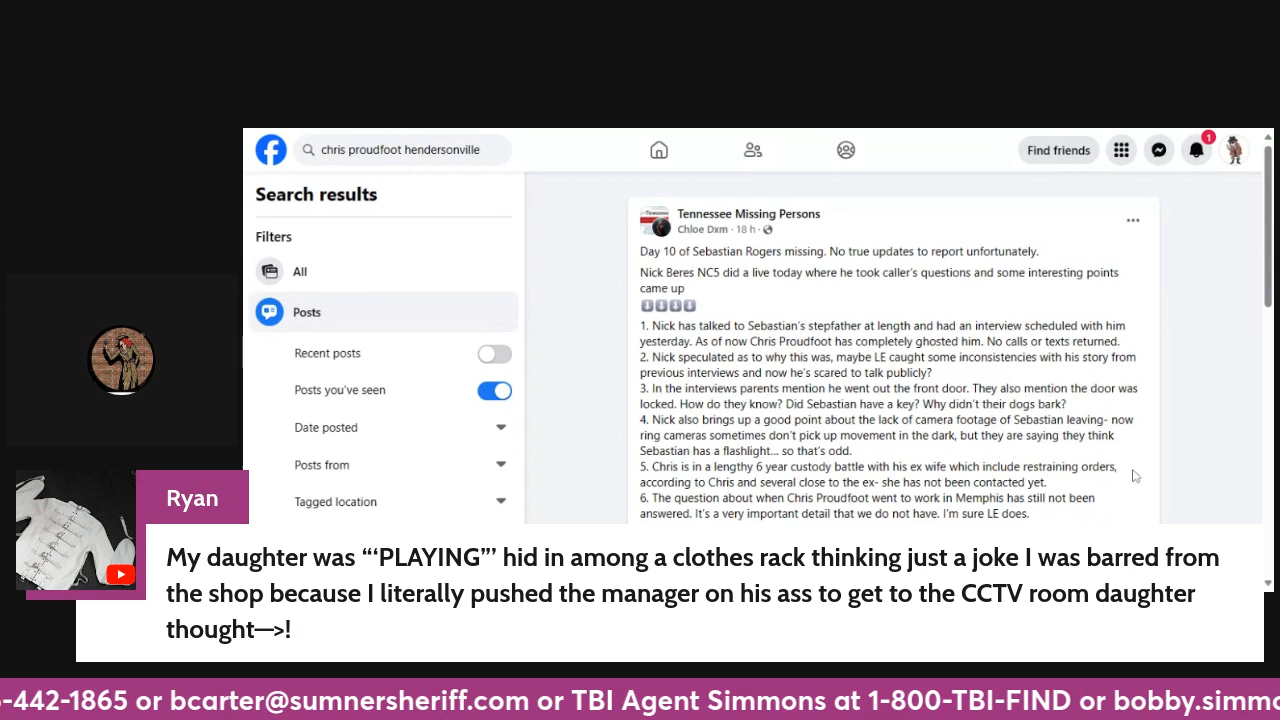 chris proudfoot hendersonville
Find friends
1
Search results
Filters
All
Posts
Recent posts
Posts you've seen
Date posted
Posts from
Tagged location
Tennessee Missing Persons
Chloe Dxm · 18 h ·
Day 10 of Sebastian Rogers missing. No true updates to report unfortunately.
Nick Beres NC5 did a live today where he took caller's questions and some interesting points
came up
⬇️⬇️⬇️⬇️
1. Nick has talked to Sebastian's stepfather at length and had an interview scheduled with him
yesterday. As of now Chris Proudfoot has completely ghosted him. No calls or texts returned.
2. Nick speculated as to why this was, maybe LE caught some inconsistencies with his story from
previous interviews and now he's scared to talk publicly?
3. In the interviews parents mention he went out the front door. They also mention the door was
locked. How do they know? Did Sebastian have a key? Why didn't their dogs bark?
4. Nick also brings up a good point about the lack of camera footage of Sebastian leaving- now
ring cameras sometimes don't pick up movement in the dark, but they are saying they think
Sebastian has a flashlight... so that's odd.
5. Chris is in a lengthy 6 year custody battle with his ex wife which include restraining orders,
according to Chris and several close to the ex- she has not been contacted yet.
6. The question about when Chris Proudfoot went to work in Memphis has still not been
answered. It's a very important detail that we do not have. I'm sure LE does.
Ryan
My daughter was “‘PLAYING”’ hid in among a clothes rack thinking just a joke I was barred from
the shop because I literally pushed the manager on his ass to get to the CCTV room daughter
thought—>!
-442-1865 or bcarter@sumnersheriff.com or TBI Agent Simmons at 1-800-TBI-FIND or bobby.simm